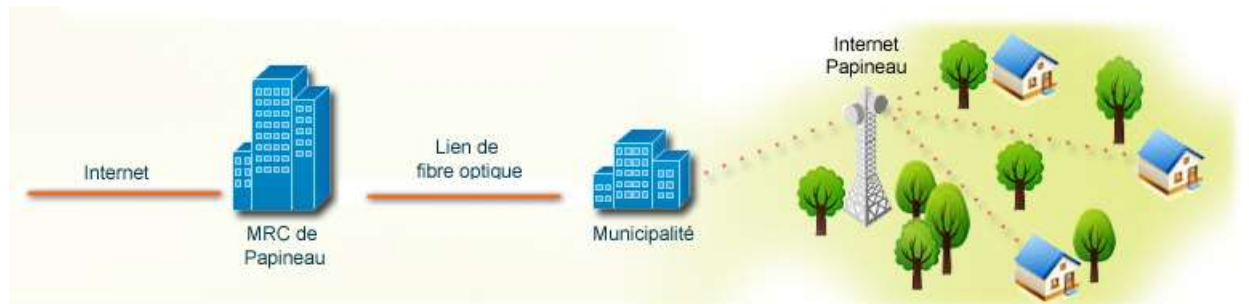 Internet
MRC de
Papineau
Lien de
fibre optique
Municipalité
Internet
Papineau